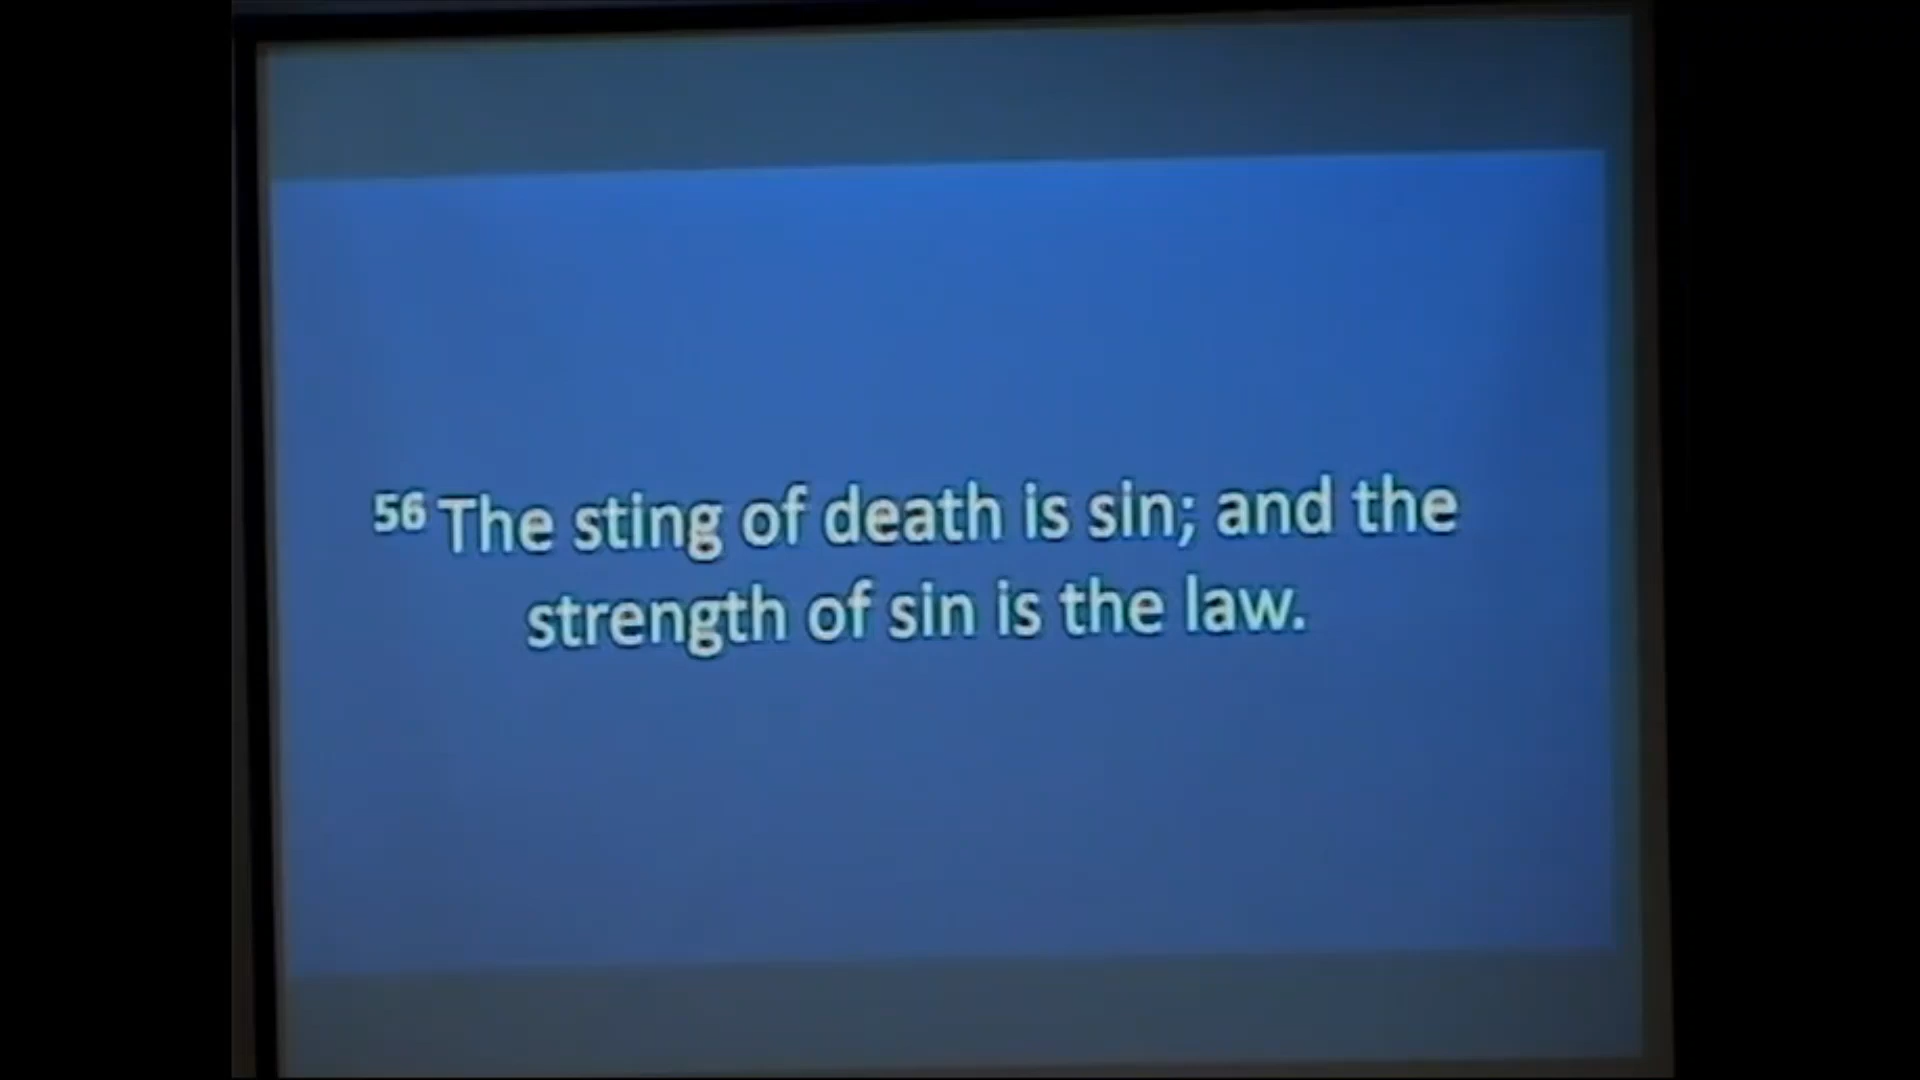 56 The sting of death is sin; and the
strength of sin is the law.